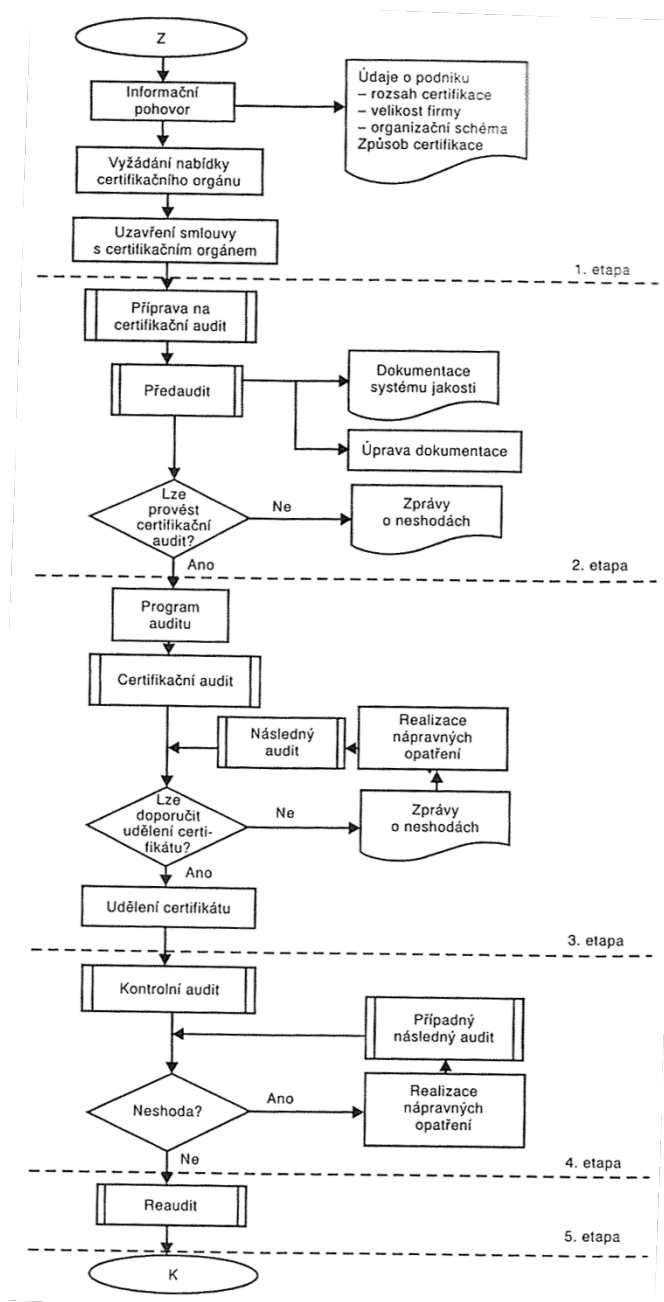 Z
Informační
pohovor
Údaje o podniku
– rozsah certifikace
– velikost firmy
– organizační schéma
Způsob certifikace
Vyžádání nabídky
certifikačního orgánu
Uzavření smlouvy
s certifikačním orgánem
1. etapa
Příprava na
certifikační audit
Předaudit
Dokumentace
systému jakosti
Úprava dokumentace
Lze
provést
certifikační
audit?
Ne
Zprávy
o neshodách
Ano
2. etapa
Program
auditu
Certifikační audit
Následný
audit
Realizace
nápravných
opatření
Lze
doporučit
udělení certi-
fikátu?
Ne
Zprávy
o neshodách
Ano
Udělení certifikátu
3. etapa
Kontrolní audit
Případný
následný audit
Neshoda?
Ano
Realizace
nápravných
opatření
Ne
4. etapa
Reaudit
5. etapa
K